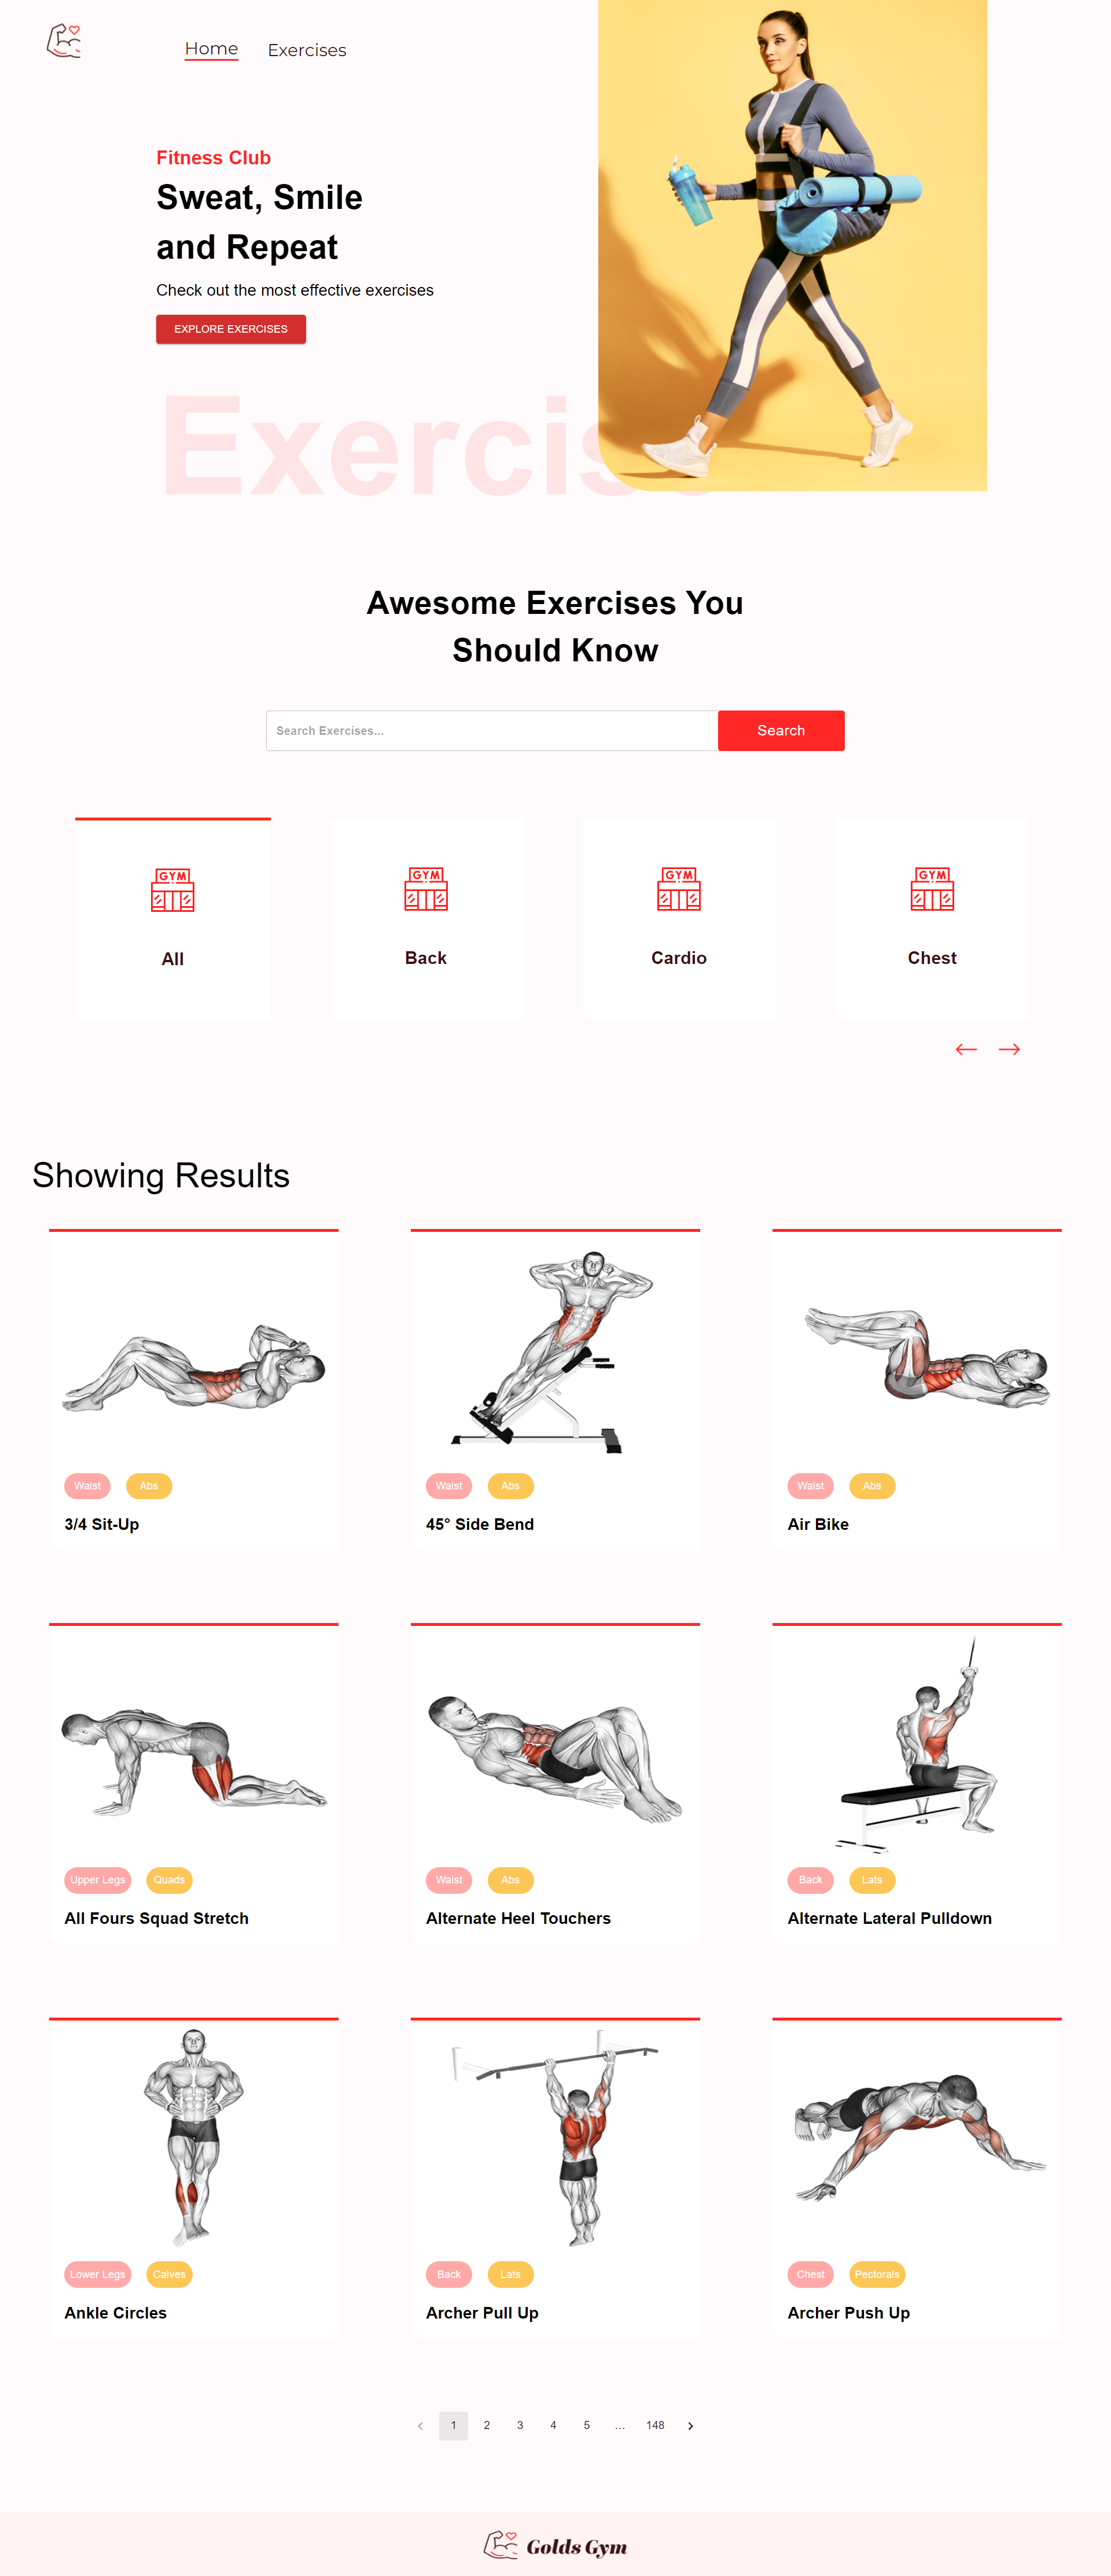 Home
Exercises
Fitness Club
Sweat, Smile
and Repeat
Check out the most effective exercises
EXPLORE EXERCISES
Exercise
Awesome Exercises You
Should Know
Search Exercises...
Search
GYM
All
GYM
Back
GYM
Cardio
GYM
Chest
Showing Results
Waist Abs
3/4 Sit-Up
Waist Abs
45° Side Bend
Waist Abs
Air Bike
Upper Legs Quads
All Fours Squad Stretch
Waist Abs
Alternate Heel Touchers
Back Lats
Alternate Lateral Pulldown
Lower Legs Calves
Ankle Circles
Back Lats
Archer Pull Up
Chest Pectorals
Archer Push Up
1 2 3 4 5 … 148
Golds Gym